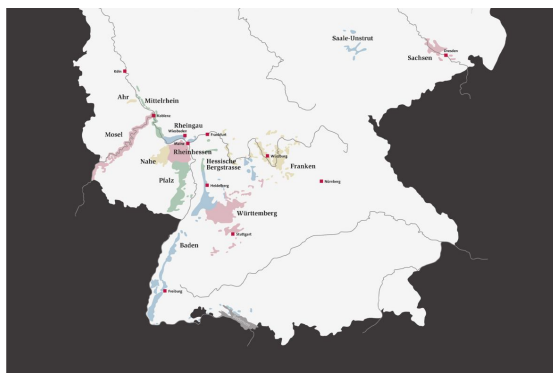 Saale-Unstrut
Dresden
Sachsen
Köln
Ahr
Mittelrhein
Koblenz
Rheingau
Wiesbaden
Frankfurt
Mosel
Mainz
Rheinhessen
Nahe
Hessische
Bergstrasse
Würzburg
Franken
Pfalz
Heidelberg
Nürnberg
Württemberg
Stuttgart
Baden
Freiburg